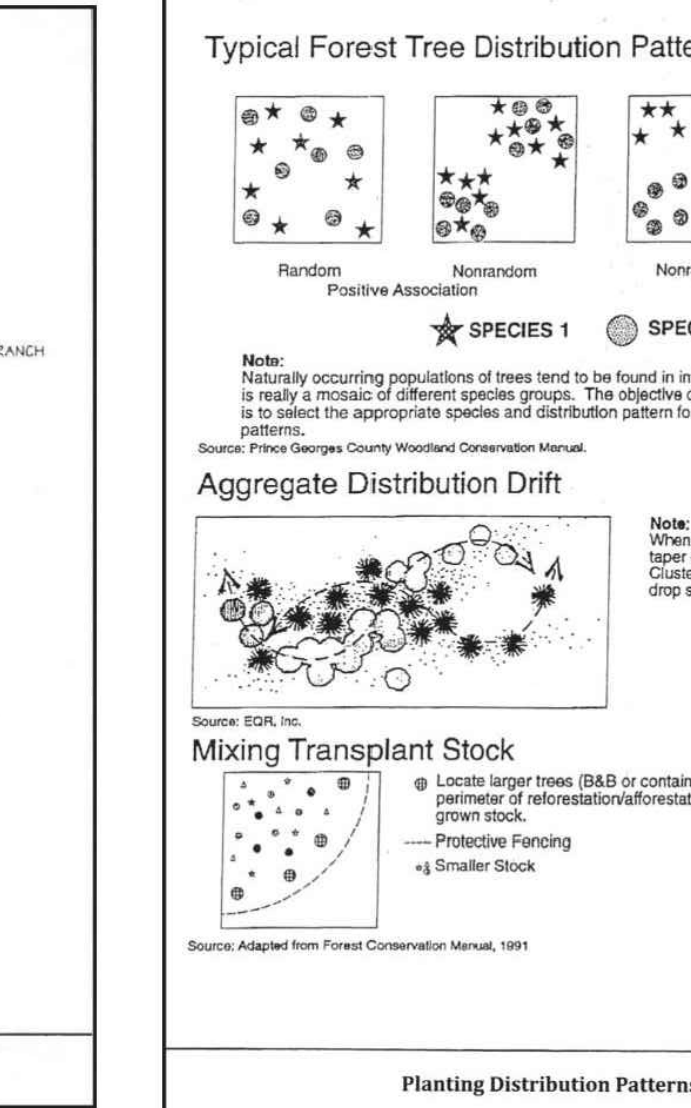 RANCH
Typical Forest Tree Distribution Patte
Random
Nonrandom
Nonr
Positive Association
SPECIES 1
SPEC
Note:
Naturally occurring populations of trees tend to be found in in
is really a mosaic of different species groups. The objective o
is to select the appropriate species and distribution pattern fo
patterns.
Source: Prince Georges County Woodland Conservation Manual.
Aggregate Distribution Drift
Note:
When
taper
Cluste
drop s
Source: EQR, Inc.
Mixing Transplant Stock
Locate larger trees (B&B or contain
perimeter of reforestation/afforestat
grown stock.
Protective Fencing
Smaller Stock
Source: Adapted from Forest Conservation Manual, 1991
Planting Distribution Patterns